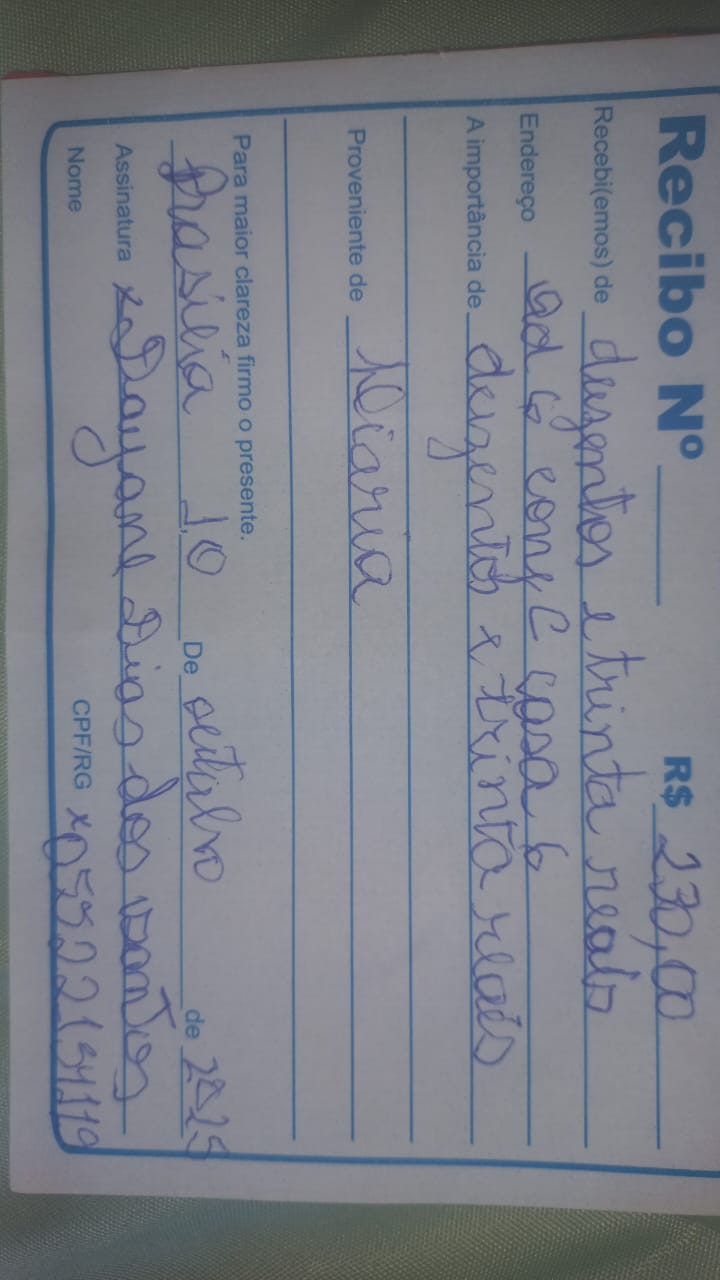 Recibo Nº R$ 230,00
Recebi(emos) de duzentos e trinta reais
Endereço Qd 6 conj C casa 6
A importância de duzentos e trinta reais
Proveniente de Diaria
Para maior clareza firmo o presente.
Brasilia 10 De outubro de 2025
Assinatura x Dayane Dias dos santos
Nome CPF/RG x